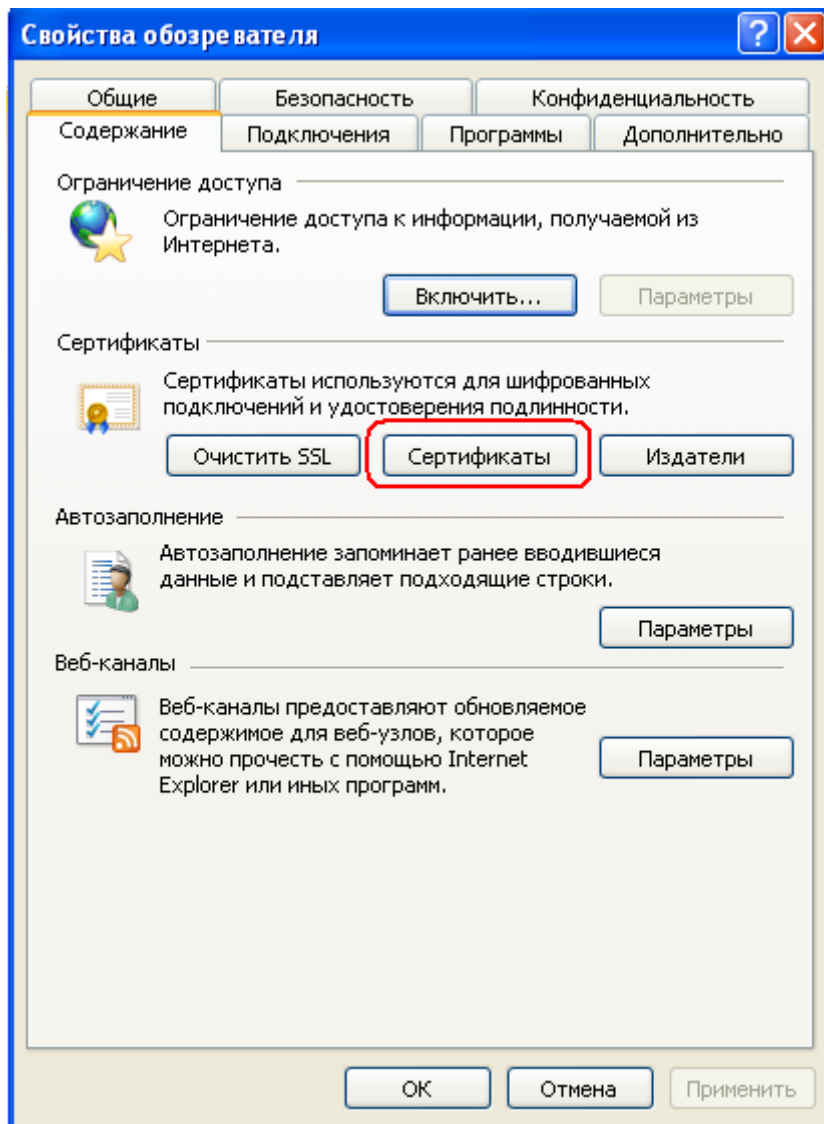 Свойства обозревателя
Общие Безопасность Конфиденциальность
Содержание Подключения Программы Дополнительно
Ограничение доступа
Ограничение доступа к информации, получаемой из
Интернета.
Включить... Параметры
Сертификаты
Сертификаты используются для шифрованных
подключений и удостоверения подлинности.
Очистить SSL Сертификаты Издатели
Автозаполнение
Автозаполнение запоминает ранее вводившиеся
данные и подставляет подходящие строки.
Параметры
Веб-каналы
Веб-каналы предоставляют обновляемое
содержимое для веб-узлов, которое
можно прочесть с помощью Internet
Explorer или иных программ.
Параметры
ОК Отмена Применить